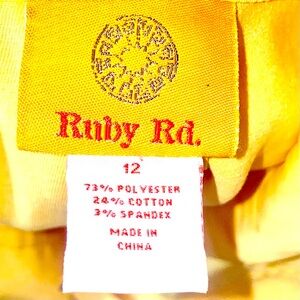 Ruby Rd.
12
73% POLYESTER
24% COTTON
3% SPANDEX
MADE IN
CHINA